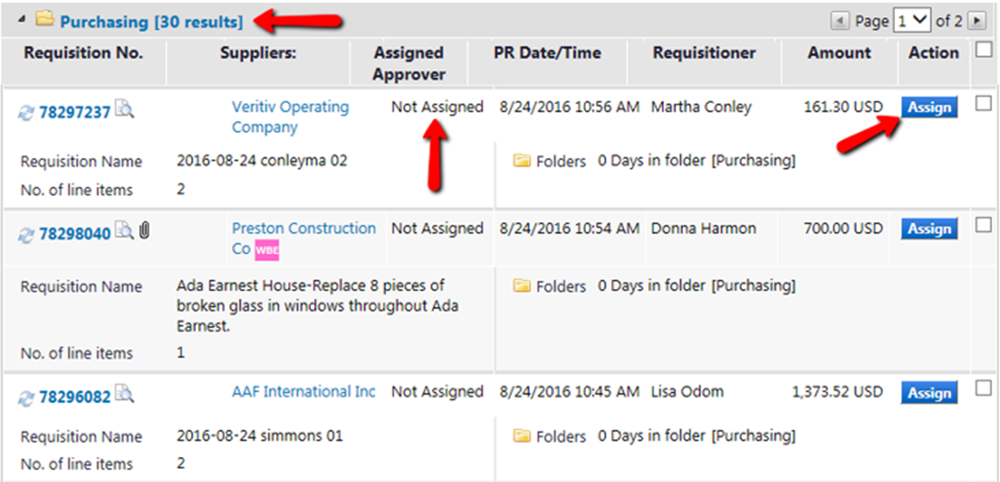 Purchasing [30 results] Page 1 of 2
Requisition No. Suppliers: Assigned Approver PR Date/Time Requisitioner Amount Action
78297237 Veritiv Operating Not Assigned 8/24/2016 10:56 AM Martha Conley 161.30 USD Assign
Company
Requisition Name 2016-08-24 conleyma 02 Folders 0 Days in folder [Purchasing]
No. of line items 2
78298040 Preston Construction Not Assigned 8/24/2016 10:54 AM Donna Harmon 700.00 USD Assign
Co WBE
Requisition Name Ada Earnest House-Replace 8 pieces of Folders 0 Days in folder [Purchasing]
broken glass in windows throughout Ada
Earnest.
No. of line items 1
78296082 AAF International Inc Not Assigned 8/24/2016 10:45 AM Lisa Odom 1,373.52 USD Assign
Requisition Name 2016-08-24 simmons 01 Folders 0 Days in folder [Purchasing]
No. of line items 2